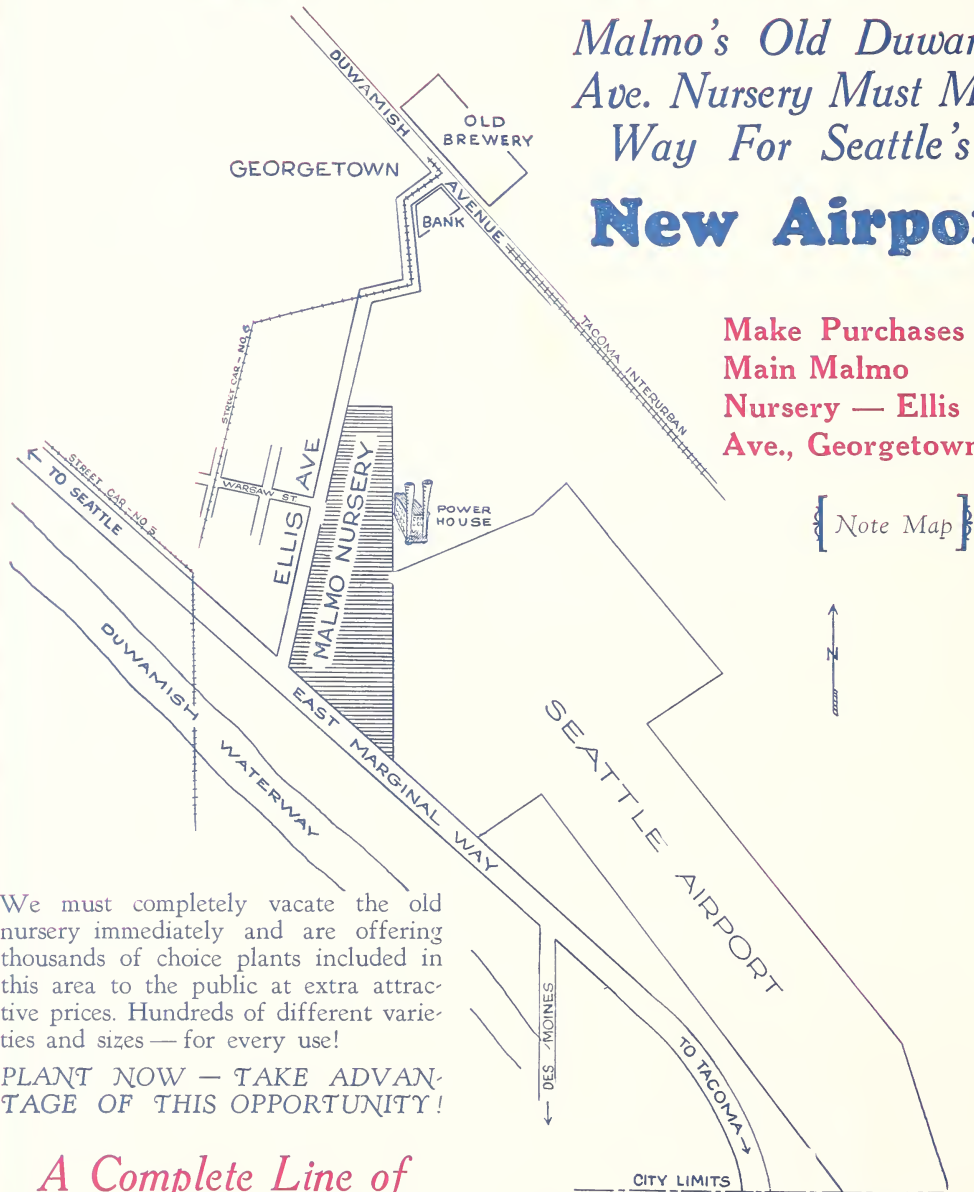 Malmo's Old
Ave. Nursery Must
Way For Seattle's
New
Make Purchases
Main Malmo
Nursery — Ellis
Ave., Georgetown
Note Map
DUWAMISH AVENUE
OLD
BREWERY
GEORGETOWN
BANK
TACOMA INTERURBAN
STREET CAR - NO. 6
STREET CAR - NO. 5
← TO SEATTLE
WARSAW ST
ELLIS AVE
MALMO NURSERY
POWER
HOUSE
N
DUWAMISH WATERWAY
EAST MARGINAL WAY
SEATTLE AIRPORT
We must completely vacate the old
nursery immediately and are offering
thousands of choice plants included in
this area to the public at extra attrac-
tive prices. Hundreds of different varie-
ties and sizes — for every use!
PLANT NOW — TAKE ADVAN-
TAGE OF THIS OPPORTUNITY!
← DES MOINES
TO TACOMA →
A Complete Line of
CITY LIMITS